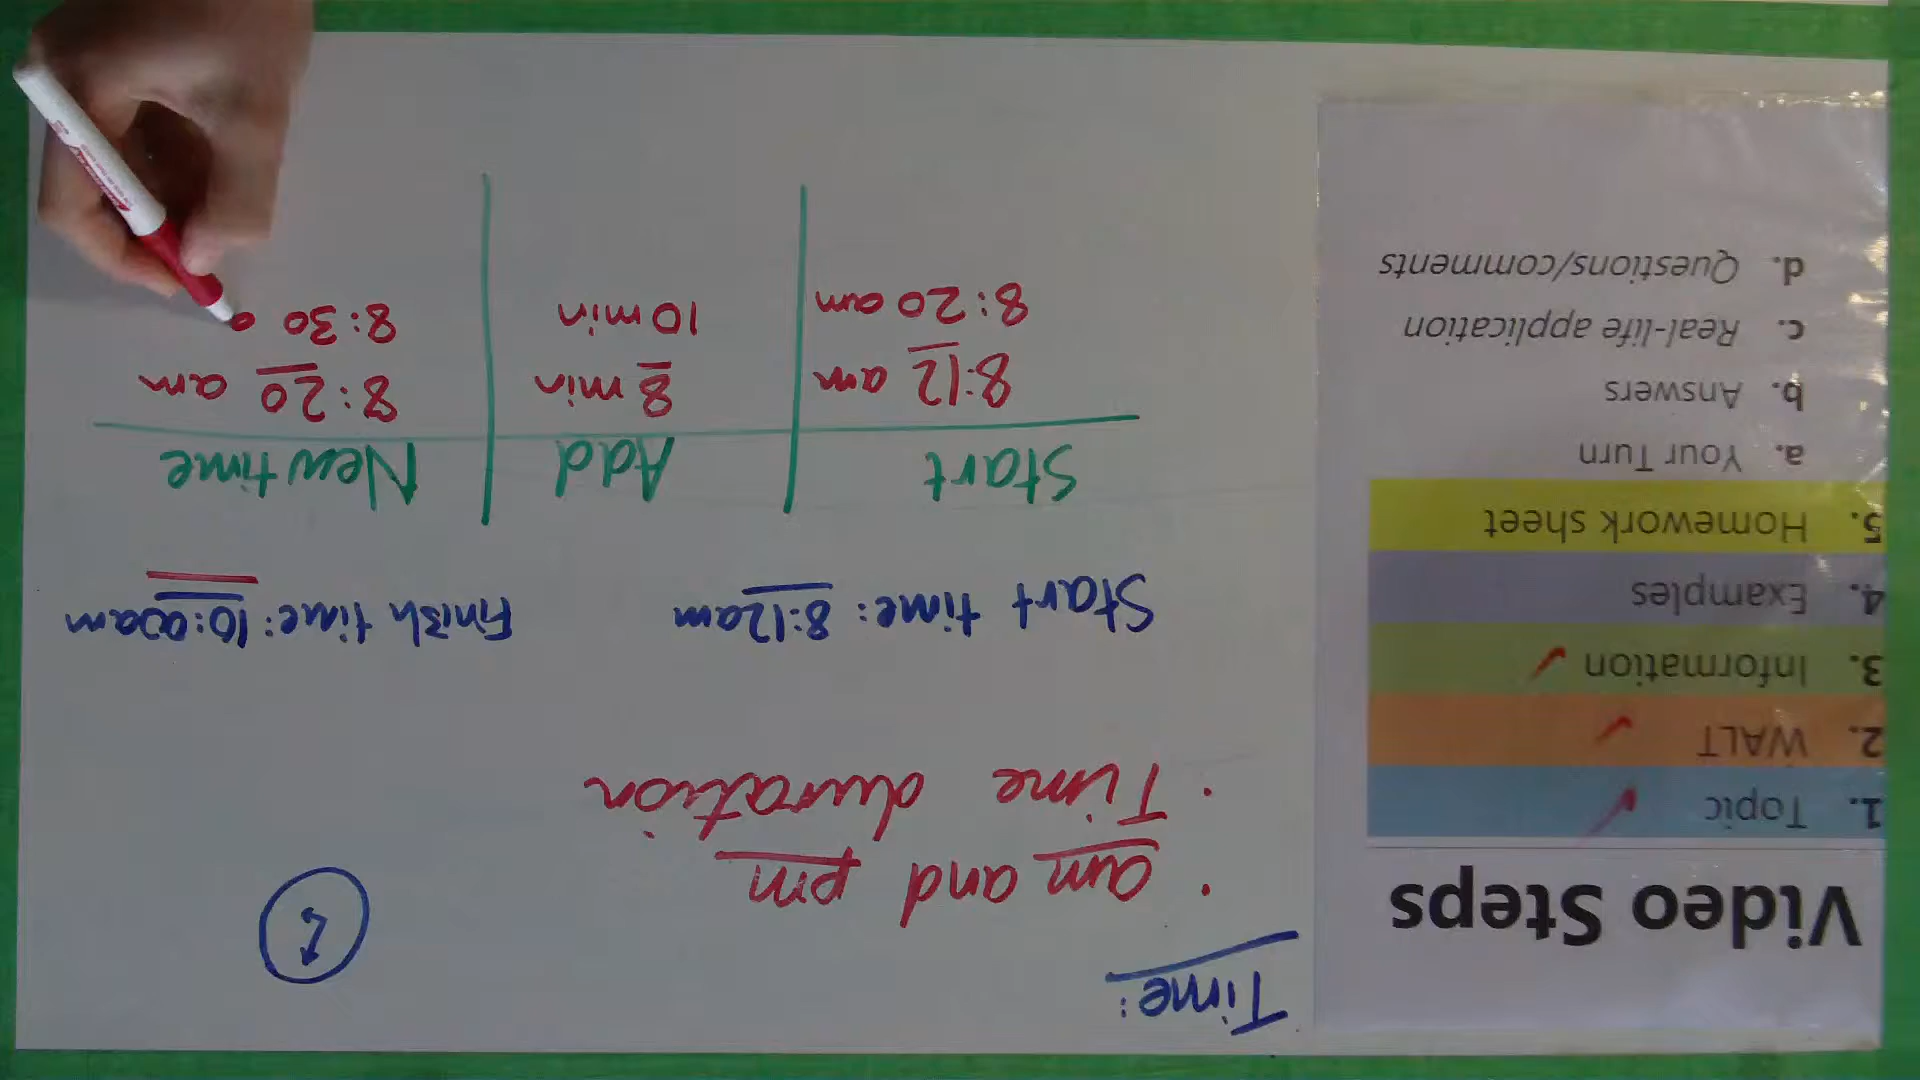 Time:
• am and pm
• Time duration
Start time: 8:12am Finish time: 10:00am
Start Add New time
8:12 am 8 min 8:20 am
8:20 am 10 min 8:30 a
Video Steps
1. Topic
2. WALT
3. Information
4. Examples
5. Homework sheet
a. Your Turn
b. Answers
c. Real-life application
d. Questions/comments